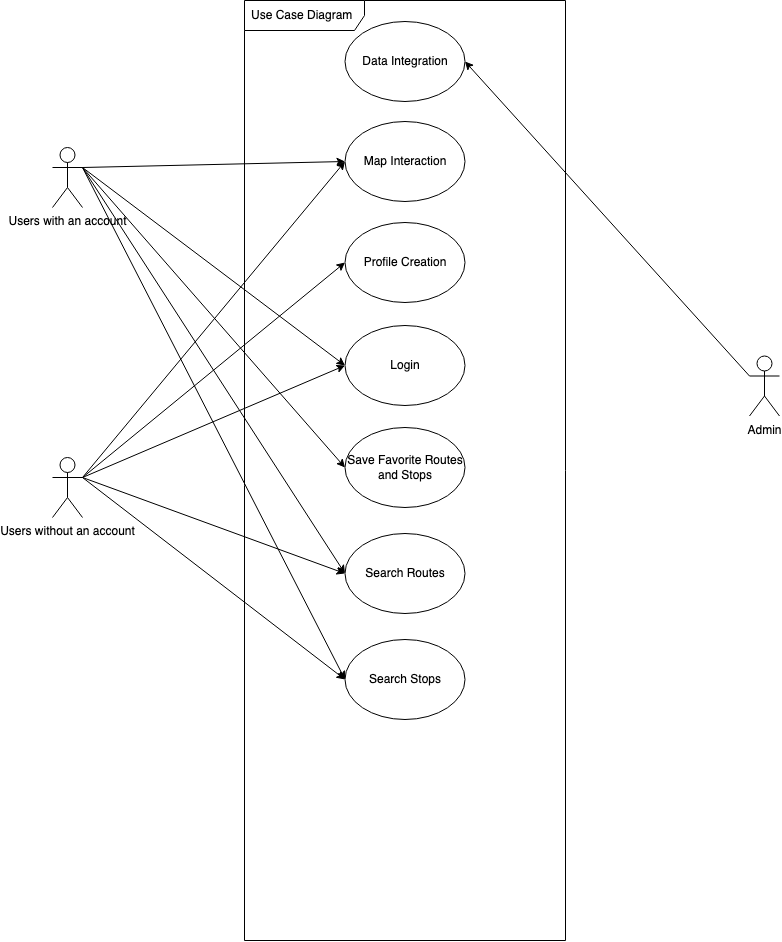 Use Case Diagram
Data Integration
Map Interaction
Users with an account
Profile Creation
Login
Admin
Save Favorite Routes
and Stops
Users without an account
Search Routes
Search Stops